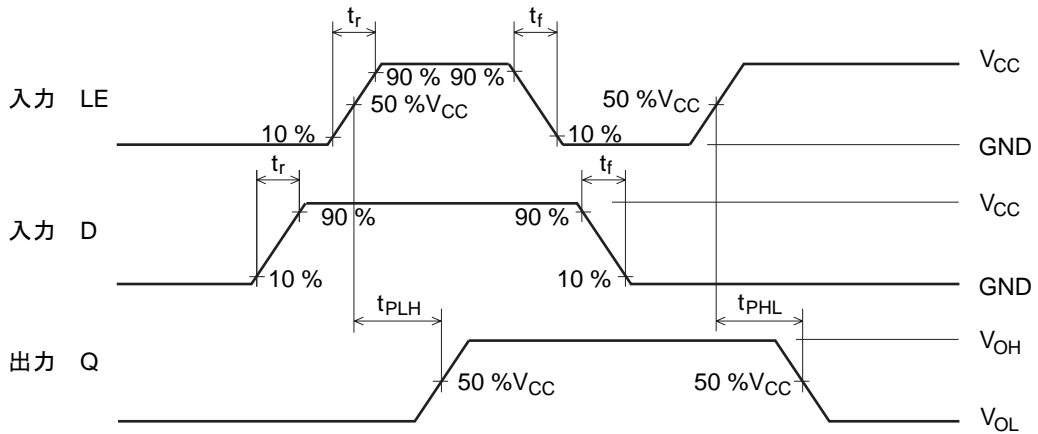 tr tf
VCC
90 % 90 %
入力 LE 50 %VCC 50 %VCC
10 % 10 %
GND
tr tf
VCC
90 % 90 %
入力 D
10 % 10 %
GND
tPLH tPHL
VOH
出力 Q
50 %VCC 50 %VCC
VOL